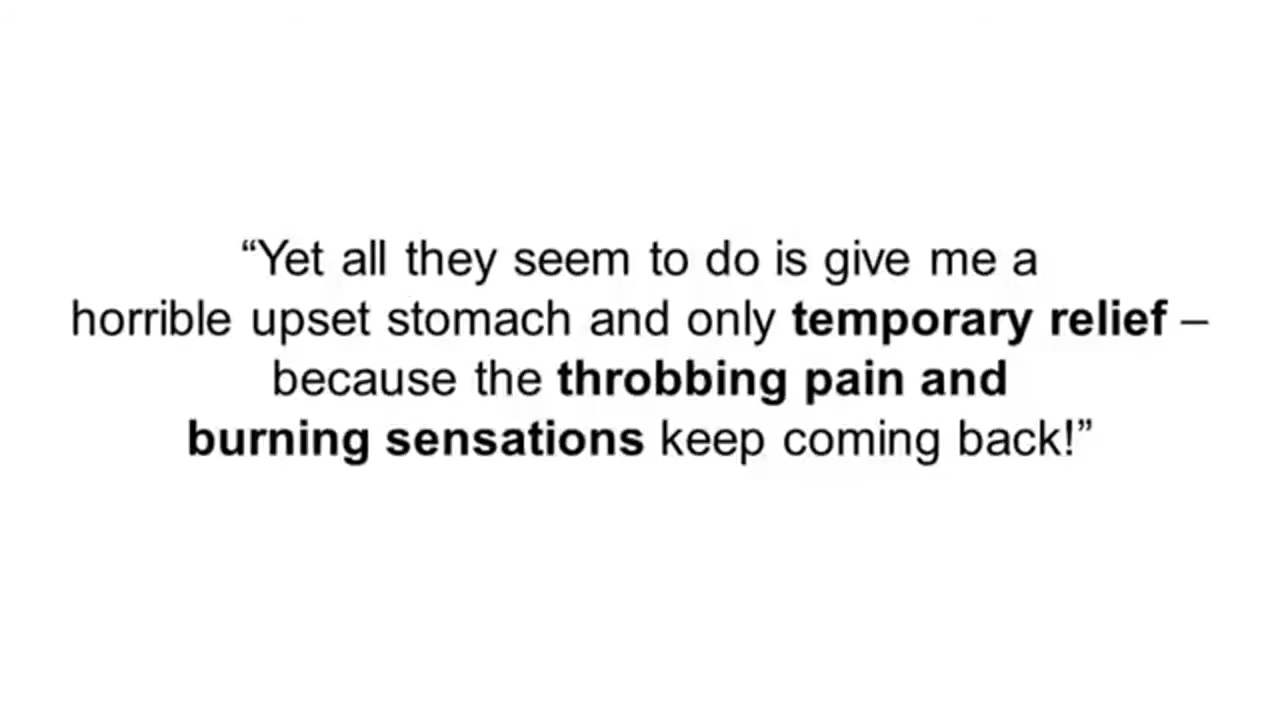 “Yet all they seem to do is give me a
horrible upset stomach and only temporary relief –
because the throbbing pain and
burning sensations keep coming back!”